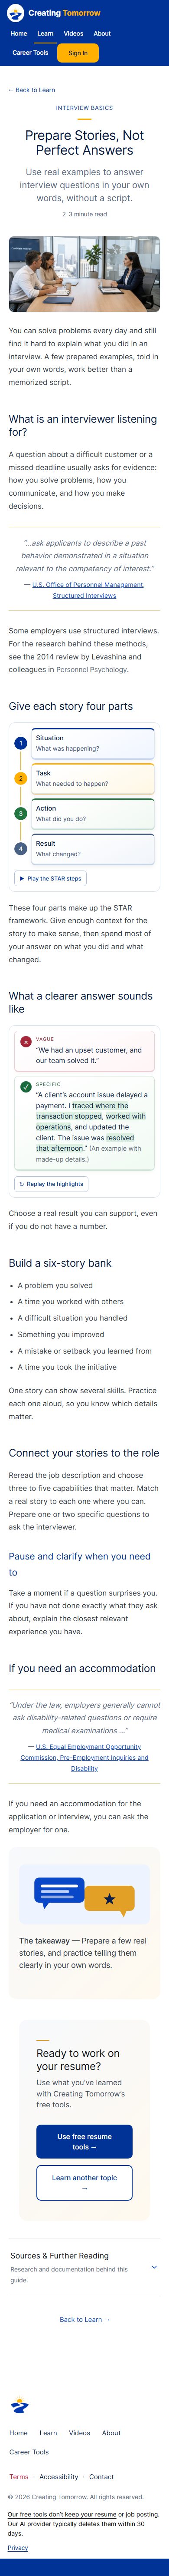 Creating Tomorrow
Home Learn Videos About
Career Tools Sign In
← Back to Learn
INTERVIEW BASICS
Prepare Stories, Not
Perfect Answers
Use real examples to answer
interview questions in your own
words, without a script.
2–3 minute read
You can solve problems every day and still
find it hard to explain what you did in an
interview. A few prepared examples, told in
your own words, work better than a
memorized script.
What is an interviewer listening
for?
A question about a difficult customer or a
missed deadline usually asks for evidence:
how you solve problems, how you
communicate, and how you make
decisions.
“…ask applicants to describe a past
behavior demonstrated in a situation
relevant to the competency of interest.”
— U.S. Office of Personnel Management,
Structured Interviews
Some employers use structured interviews.
For the research behind these methods,
see the 2014 review by Levashina and
colleagues in Personnel Psychology.
Give each story four parts
1 Situation
What was happening?
2 Task
What needed to happen?
3 Action
What did you do?
4 Result
What changed?
▶ Play the STAR steps
These four parts make up the STAR
framework. Give enough context for the
story to make sense, then spend most of
your answer on what you did and what
changed.
What a clearer answer sounds
like
× VAGUE
“We had an upset customer, and
our team solved it.”
✓ SPECIFIC
“A client’s account issue delayed a
payment. I traced where the
transaction stopped, worked with
operations, and updated the
client. The issue was resolved
that afternoon.” (An example with
made-up details.)
↻ Replay the highlights
Choose a real result you can support, even
if you do not have a number.
Build a six-story bank
• A problem you solved
• A time you worked with others
• A difficult situation you handled
• Something you improved
• A mistake or setback you learned from
• A time you took the initiative
One story can show several skills. Practice
each one aloud, so you know which details
matter.
Connect your stories to the role
Reread the job description and choose
three to five capabilities that matter. Match
a real story to each one where you can.
Prepare one or two specific questions to
ask the interviewer.
Pause and clarify when you need
to
Take a moment if a question surprises you.
If you have not done exactly what they ask
about, explain the closest relevant
experience you have.
If you need an accommodation
“Under the law, employers generally cannot
ask disability-related questions or require
medical examinations …”
— U.S. Equal Employment Opportunity
Commission, Pre-Employment Inquiries and
Disability
If you need an accommodation for the
application or interview, you can ask the
employer for one.
The takeaway — Prepare a few real
stories, and practice telling them
clearly in your own words.
Ready to work on
your resume?
Use what you’ve learned
with Creating Tomorrow’s
free tools.
Use free resume
tools →
Learn another topic
→
Sources & Further Reading
Research and documentation behind this
guide.
Back to Learn →
Home Learn Videos About
Career Tools
Terms · Accessibility · Contact
© 2026 Creating Tomorrow. All rights reserved.
Our free tools don't keep your resume or job posting.
Our AI provider typically deletes them within 30
days.
Privacy